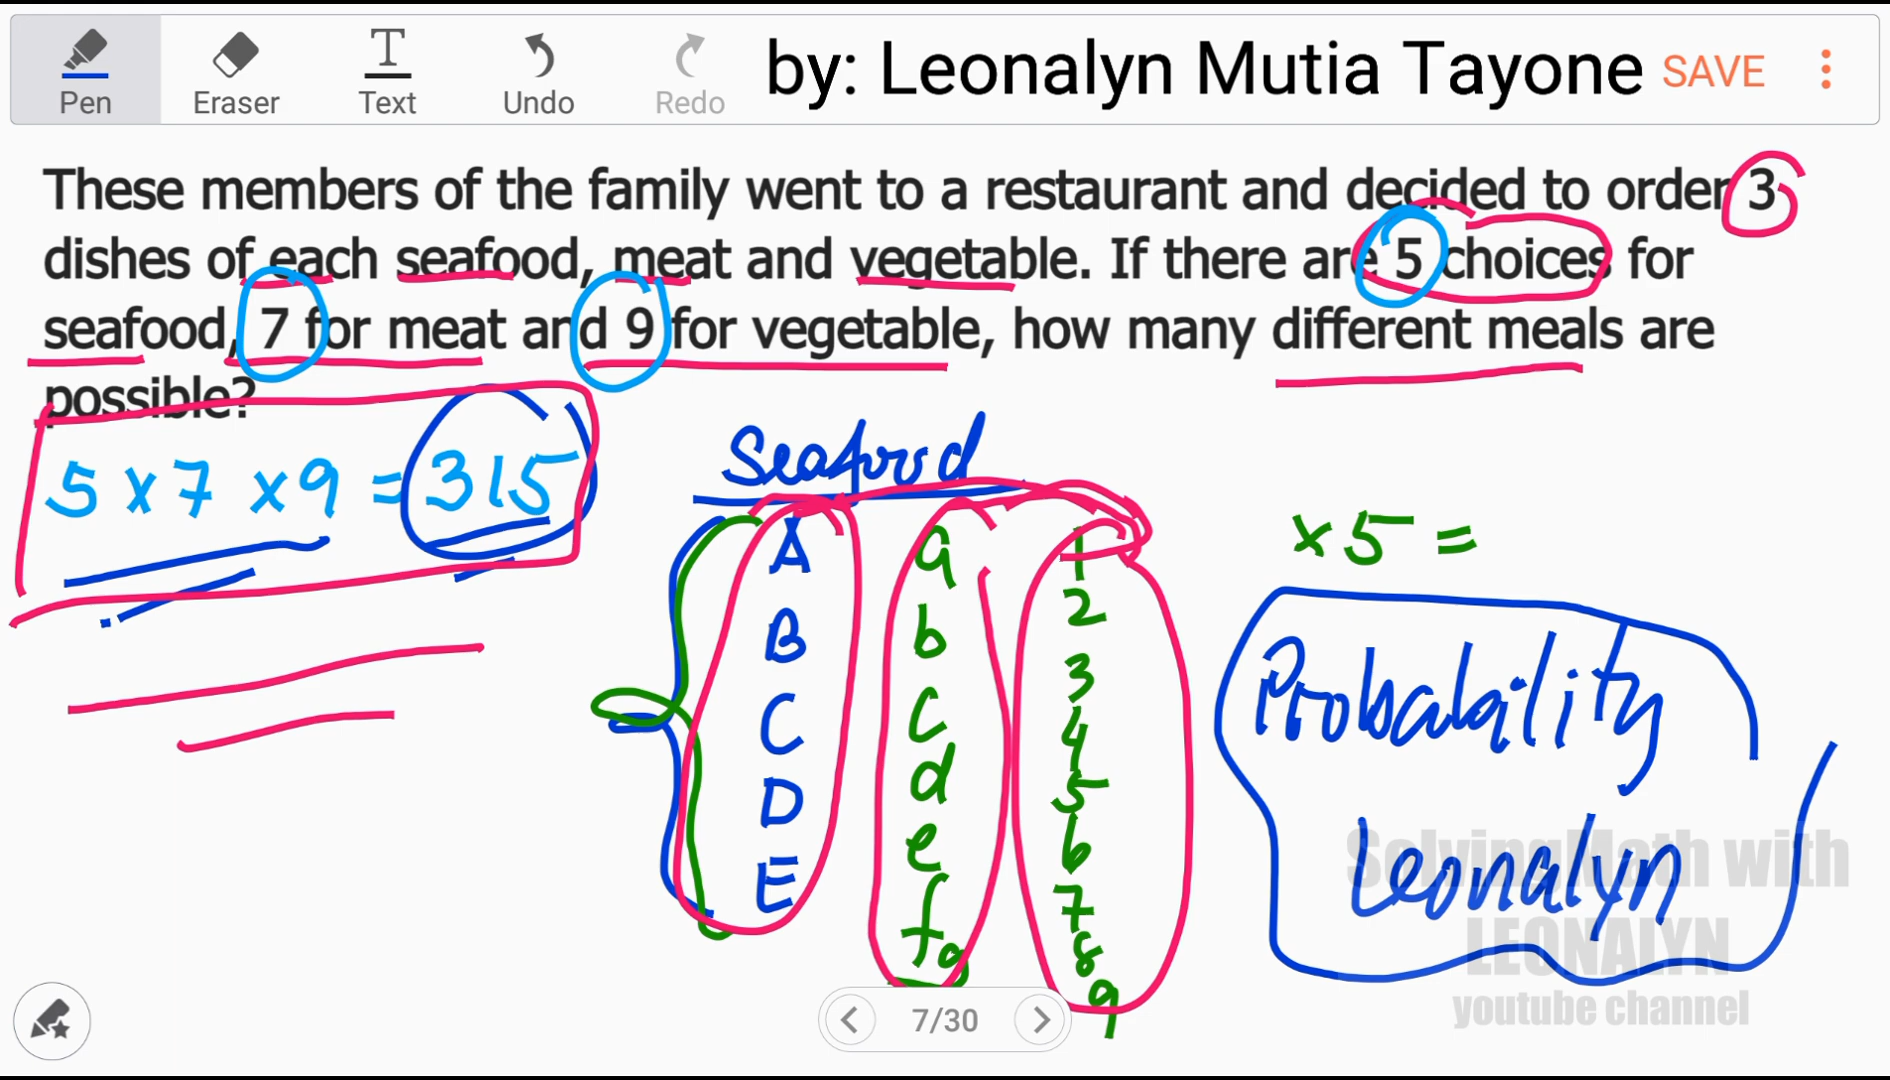 Pen
Eraser
Text
Undo
Redo
by: Leonalyn Mutia Tayone
SAVE
These members of the family went to a restaurant and decided to order 3
dishes of each seafood, meat and vegetable. If there are 5 choices for
seafood, 7 for meat and 9 for vegetable, how many different meals are
possible?
5 x 7 x 9 = 315
Seafood
A a 1
B b 2
C c 3
D d 4
E e 5
f 6
g 7
8
9
x 5 =
Probability
Leonalyn
SolvingMath with
LEONALYN
youtube channel
7/30